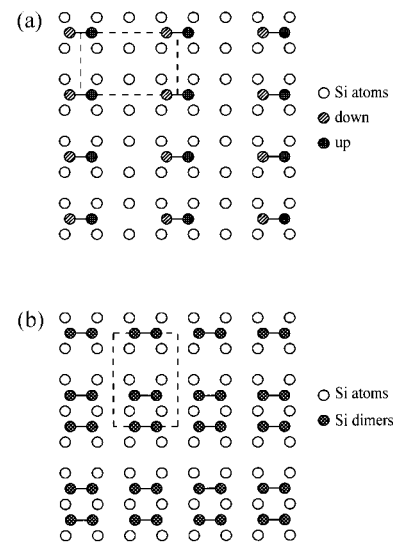 (a)
Si atoms
down
up
(b)
Si atoms
Si dimers